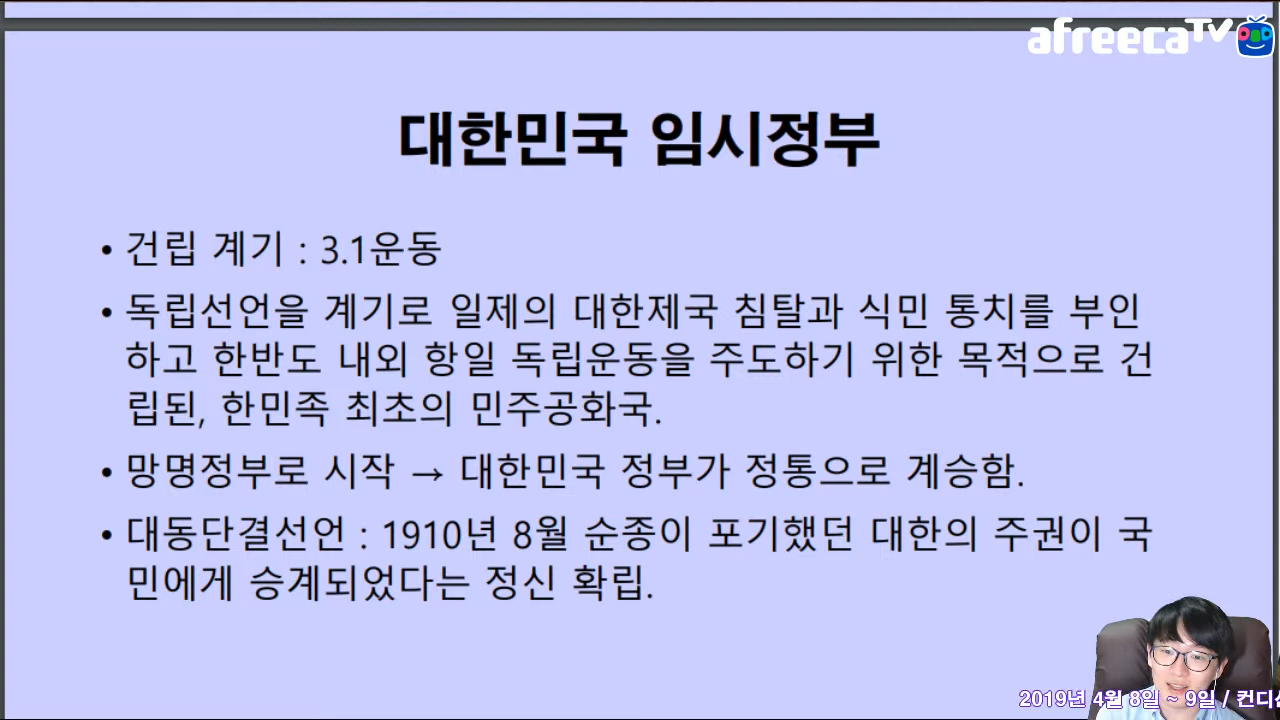 afreecaTV
대한민국 임시정부
• 건립 계기 : 3.1운동
• 독립선언을 계기로 일제의 대한제국 침탈과 식민 통치를 부인
하고 한반도 내외 항일 독립운동을 주도하기 위한 목적으로 건
립된, 한민족 최초의 민주공화국.
• 망명정부로 시작 → 대한민국 정부가 정통으로 계승함.
• 대동단결선언 : 1910년 8월 순종이 포기했던 대한의 주권이 국
민에게 승계되었다는 정신 확립.
2019년 4월 8일 ~ 9일 / 컨디